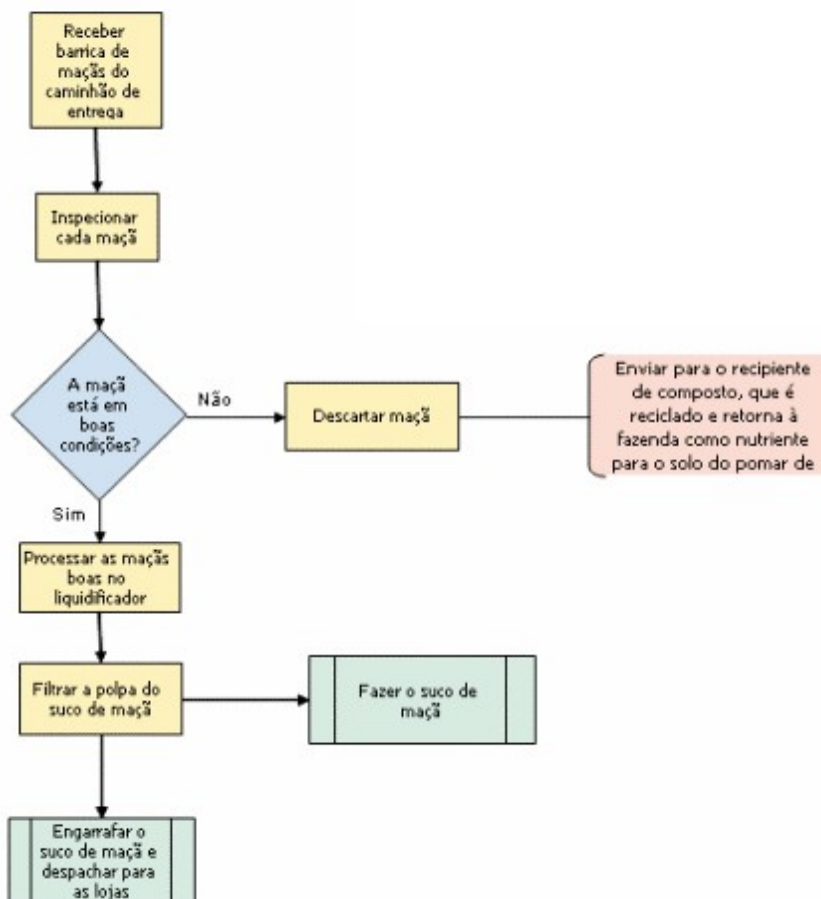 Receber
barrica de
maçãs do
caminhão de
entrega
Inspecionar
cada maçã
A maçã
está em
boas
condições?
Não
Descartar maçã
Enviar para o recipiente
de composto, que é
reciclado e retorna à
fazenda como nutriente
para o solo do pomar de
Sim
Processar as maçãs
boas no
liquidificador
Filtrar a polpa do
suco de maçã
Fazer o suco de
maçã
Engarrafar o
suco de maçã e
despachar para
as lojas